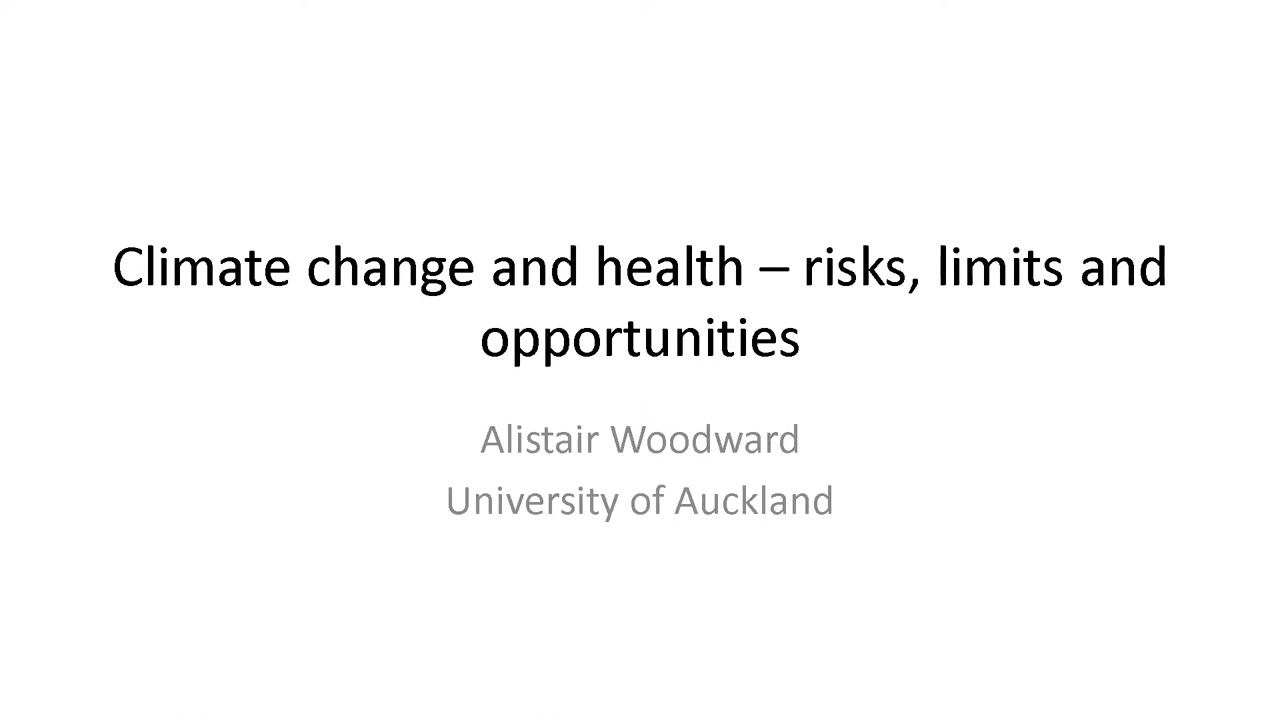 Climate change and health – risks, limits and
opportunities
Alistair Woodward
University of Auckland